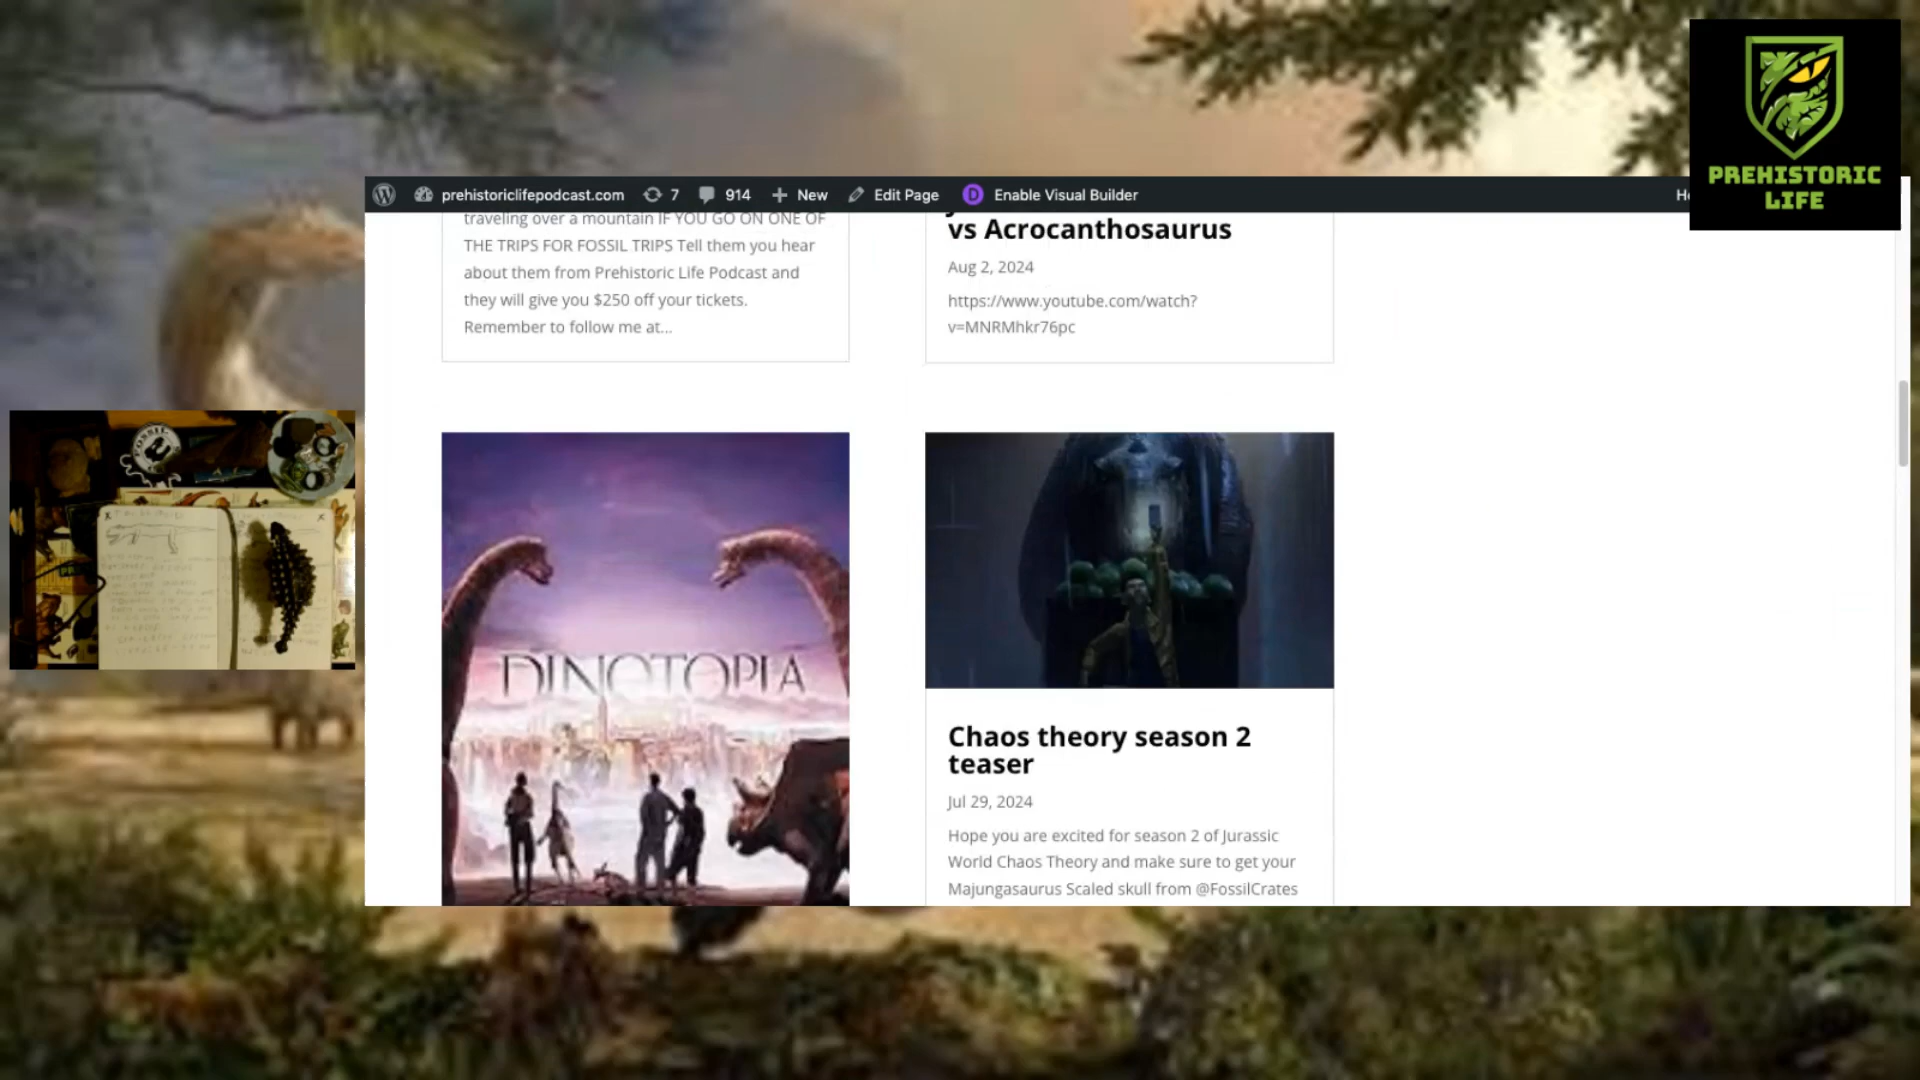 PREHISTORIC
LIFE
prehistoriclifepodcast.com 7 914 New Edit Page Enable Visual Builder
traveling over a mountain IF YOU GO ON ONE OF
THE TRIPS FOR FOSSIL TRIPS Tell them you hear
about them from Prehistoric Life Podcast and
they will give you $250 off your tickets.
Remember to follow me at...
vs Acrocanthosaurus
Aug 2, 2024
https://www.youtube.com/watch?
v=MNRMhkr76pc
DINOTOPIA
Chaos theory season 2
teaser
Jul 29, 2024
Hope you are excited for season 2 of Jurassic
World Chaos Theory and make sure to get your
Majungasaurus Scaled skull from @FossilCrates
FOSSIL